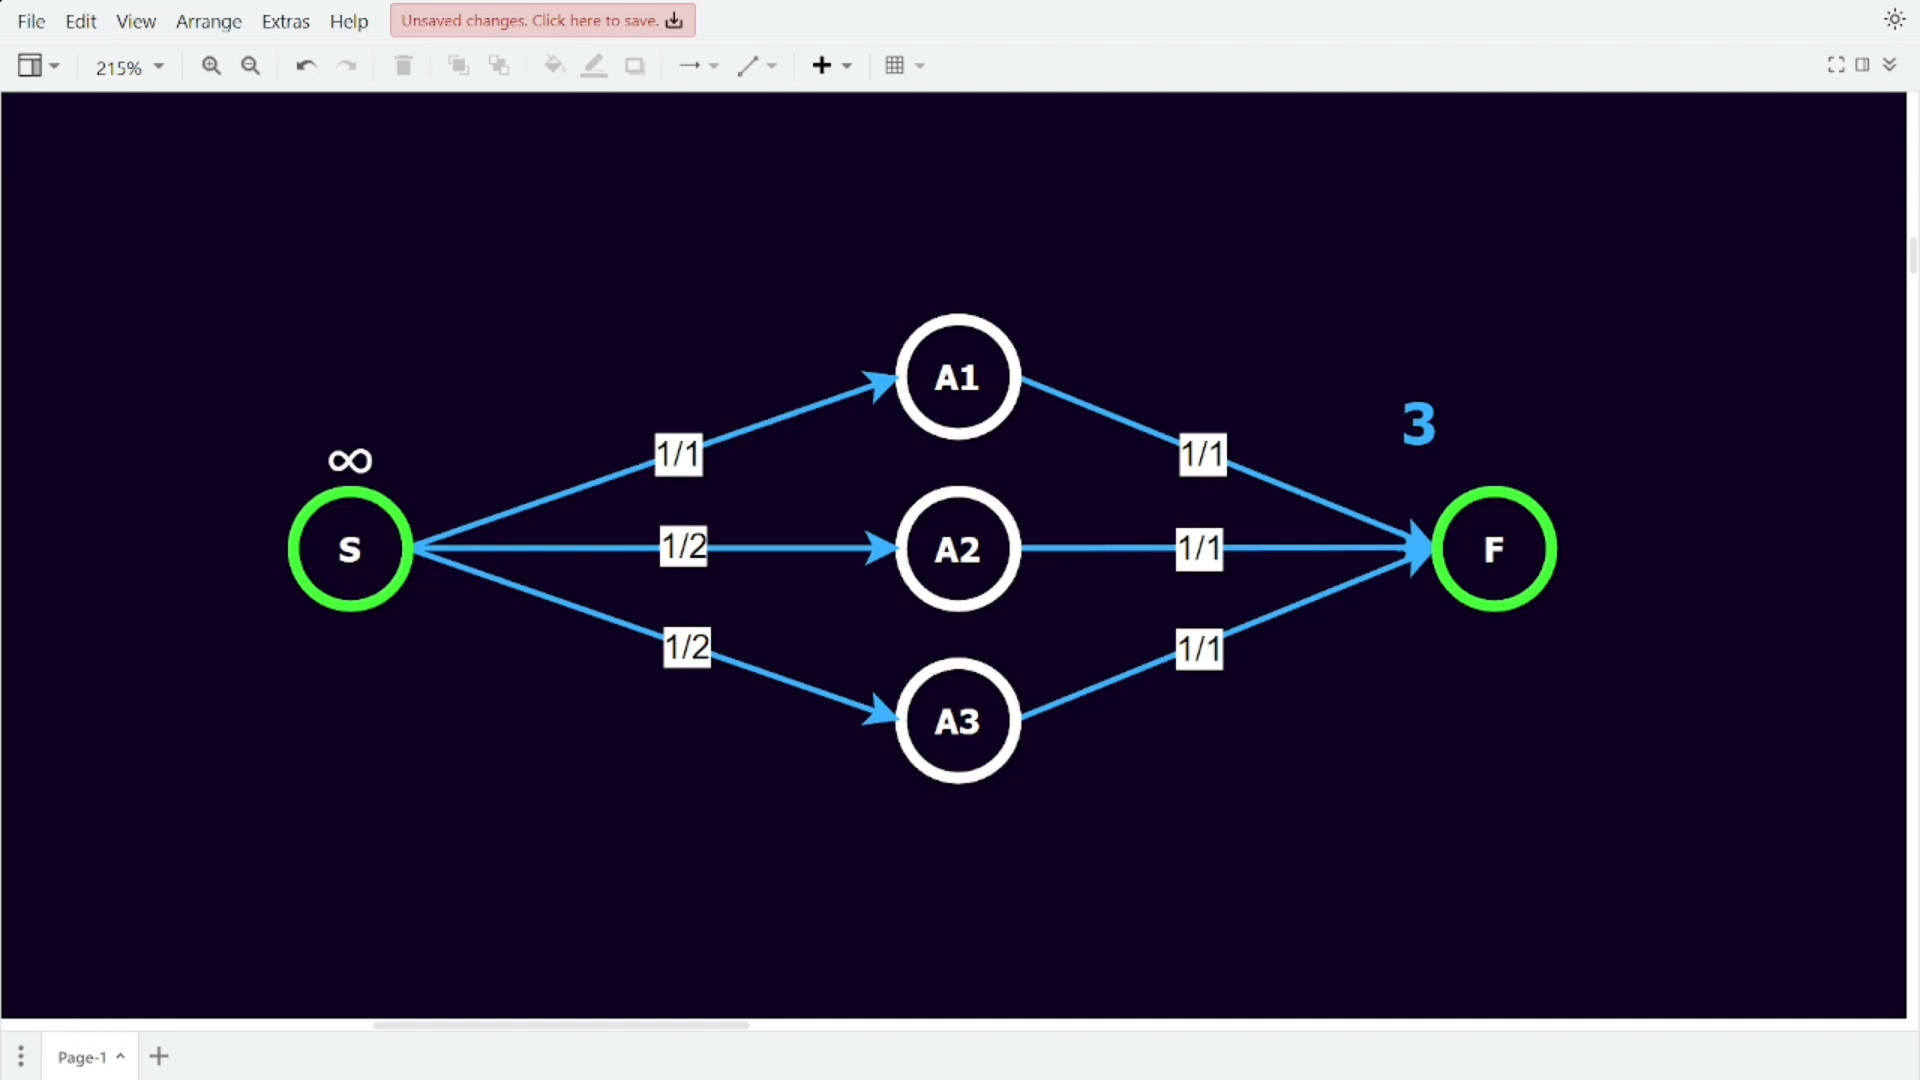 File Edit View Arrange Extras Help Unsaved changes. Click here to save.
215%
A1
1/1 1/1
3
∞
S 1/2 A2 1/1 F
1/2 1/1
A3
Page-1